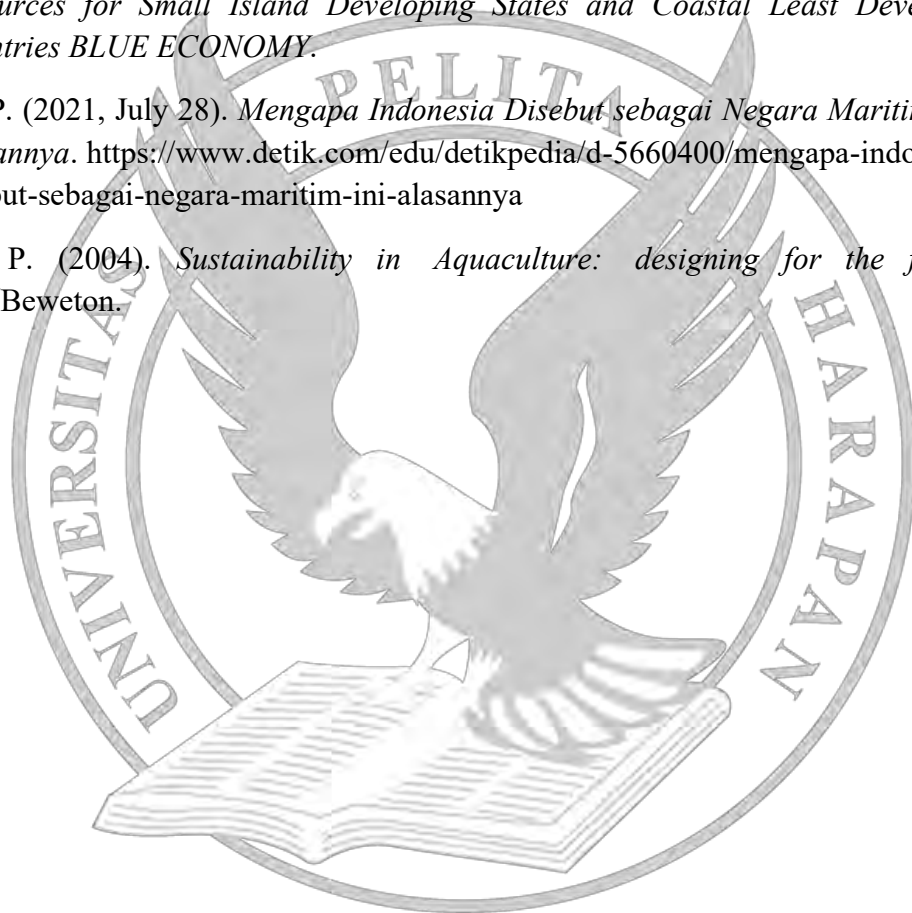 urces for Small Island Developing States and Coastal Least Deve
ntries BLUE ECONOMY.
P. (2021, July 28). Mengapa Indonesia Disebut sebagai Negara Maritin
annya. https://www.detik.com/edu/detikpedia/d-5660400/mengapa-indo
out-sebagai-negara-maritim-ini-alasannya
P. (2004). Sustainability in Aquaculture: designing for the f
Beweton.
UNIVERSITAS PELITA HARAPAN